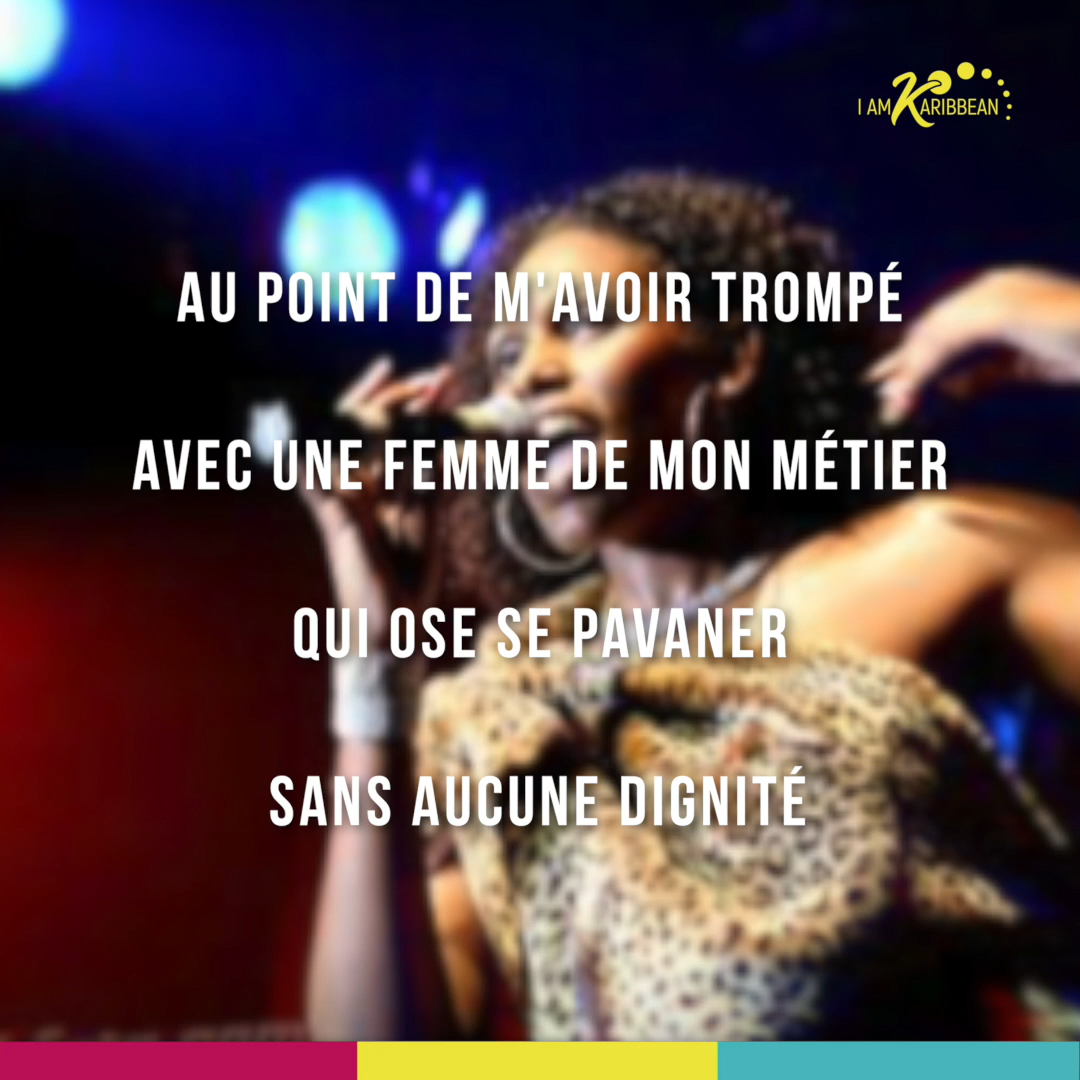 I AM KARIBBEAN
AU POINT DE M'AVOIR TROMPÉ
AVEC UNE FEMME DE MON MÉTIER
QUI OSE SE PAVANER
SANS AUCUNE DIGNITÉ